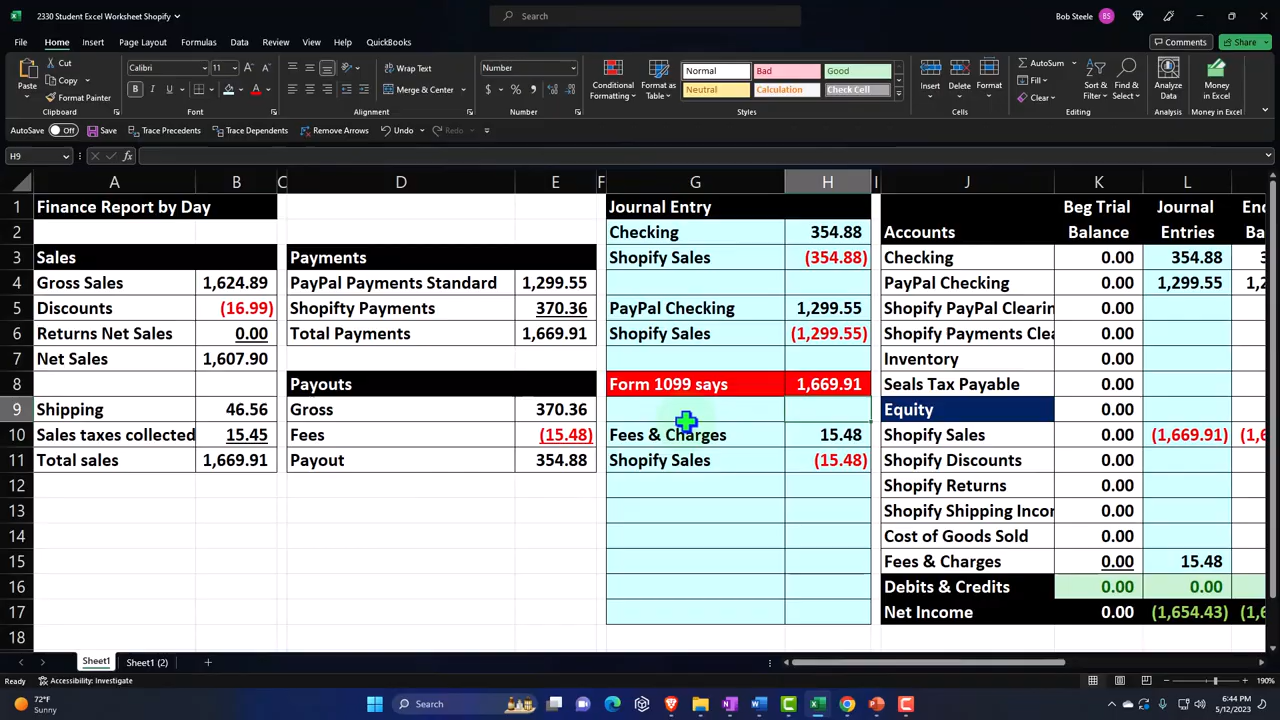 2330 Student Excel Worksheet Shopify
Search
Bob Steele BS
File Home Insert Page Layout Formulas Data Review View Help QuickBooks
Comments Share
Paste Cut Copy Format Painter
Calibri 11
Wrap Text
Merge & Center
Number
Conditional Formatting Format as Table
Normal Bad Good
Neutral Calculation Check Cell
Insert Delete Format
AutoSum Fill Clear
Sort & Filter Find & Select
Analyze Data
Money in Excel
Clipboard Font Alignment Number Styles Cells Editing Analysis Money in Excel
AutoSave Off Save Trace Precedents Trace Dependents Remove Arrows Undo Redo
H9 fx
A B C D E F G H I J K L
1 Finance Report by Day Journal Entry Beg Trial Journal End
2 Checking 354.88 Accounts Balance Entries Ba
3 Sales Payments Shopify Sales (354.88) Checking 0.00 354.88
4 Gross Sales 1,624.89 PayPal Payments Standard 1,299.55 PayPal Checking 0.00 1,299.55 1,2
5 Discounts (16.99) Shopifty Payments 370.36 PayPal Checking 1,299.55 Shopify PayPal Clearin 0.00
6 Returns Net Sales 0.00 Total Payments 1,669.91 Shopify Sales (1,299.55) Shopify Payments Clea 0.00
7 Net Sales 1,607.90 Inventory 0.00
8 Payouts Form 1099 says 1,669.91 Seals Tax Payable 0.00
9 Shipping 46.56 Gross 370.36 Equity 0.00
10 Sales taxes collected 15.45 Fees (15.48) Fees & Charges 15.48 Shopify Sales 0.00 (1,669.91) (1,6
11 Total sales 1,669.91 Payout 354.88 Shopify Sales (15.48) Shopify Discounts 0.00
12 Shopify Returns 0.00
13 Shopify Shipping Incor 0.00
14 Cost of Goods Sold 0.00
15 Fees & Charges 0.00 15.48
16 Debits & Credits 0.00 0.00
17 Net Income 0.00 (1,654.43) (1,6
18
Sheet1 Sheet1 (2)
Ready Accessibility: Investigate 190%
72°F
Sunny
Search
6:44 PM
5/12/2023